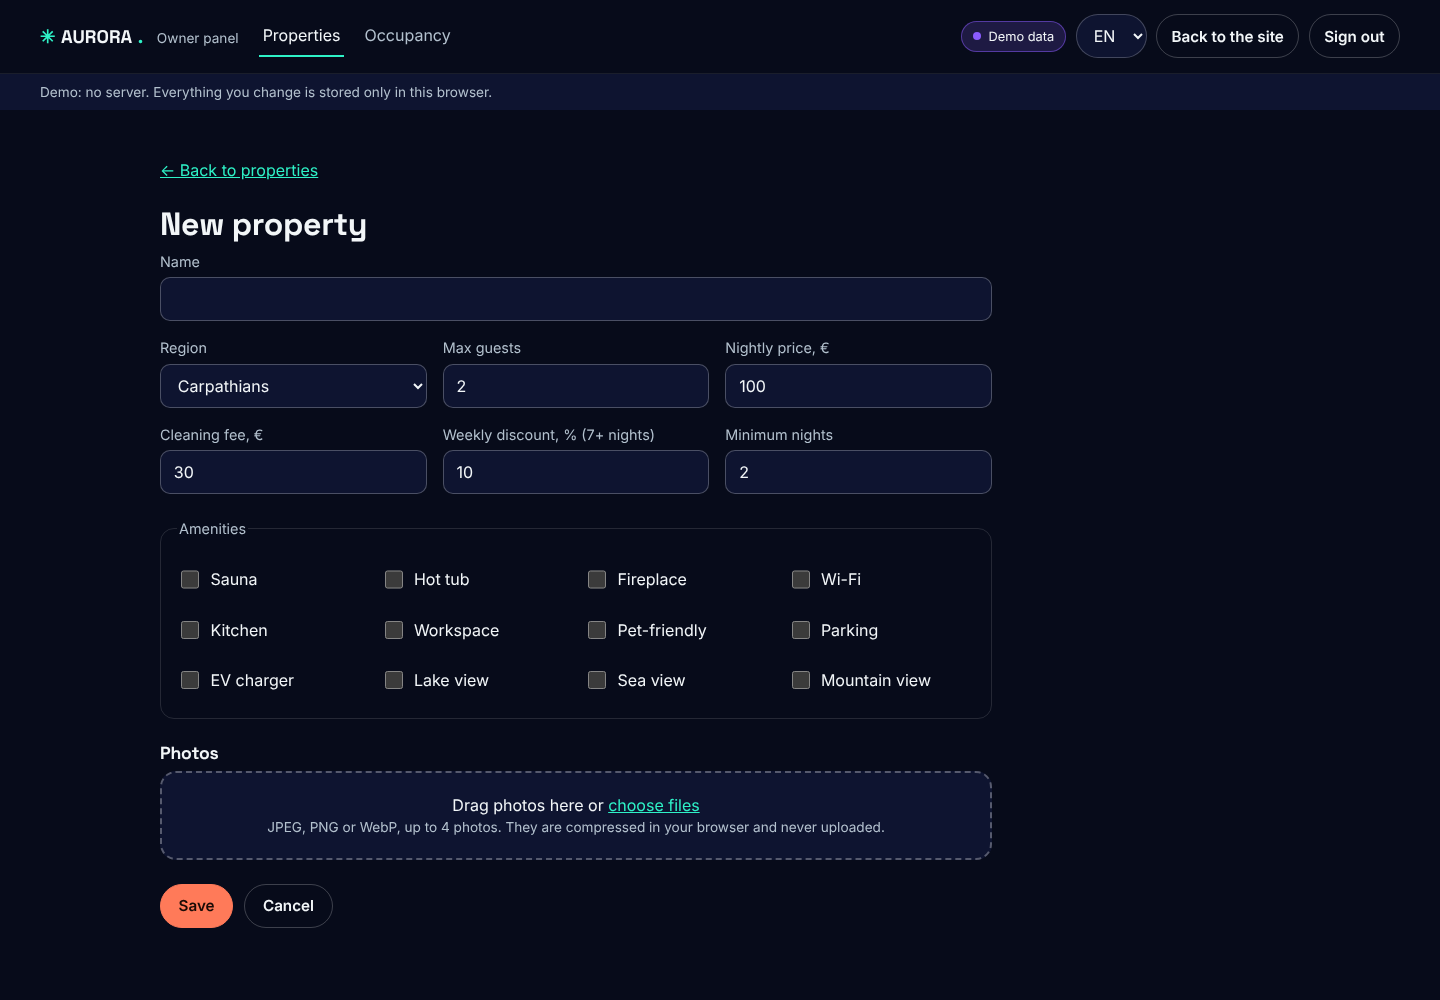 ✳ AURORA. Owner panel Properties Occupancy Demo data EN Back to the site Sign out
Demo: no server. Everything you change is stored only in this browser.
← Back to properties
New property
Name
Region Max guests Nightly price, €
Carpathians 2 100
Cleaning fee, € Weekly discount, % (7+ nights) Minimum nights
30 10 2
Amenities
Sauna Hot tub Fireplace Wi-Fi
Kitchen Workspace Pet-friendly Parking
EV charger Lake view Sea view Mountain view
Photos
Drag photos here or choose files
JPEG, PNG or WebP, up to 4 photos. They are compressed in your browser and never uploaded.
Save Cancel